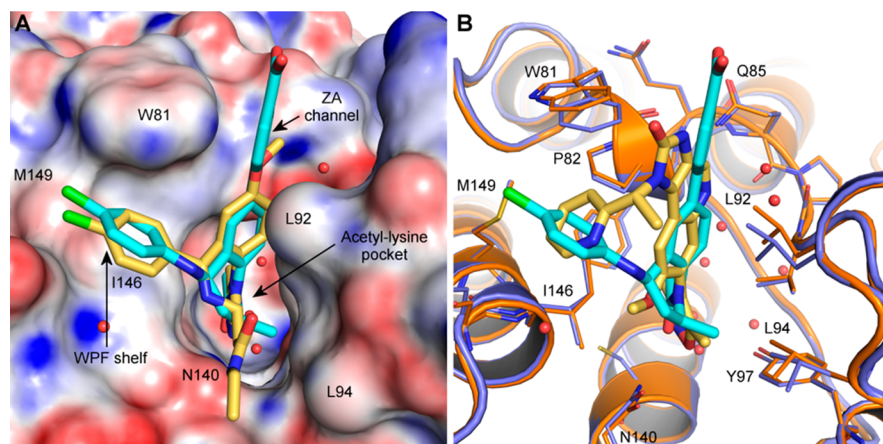 A
W81
ZA
channel
M149
L92
Acetyl-lysine
pocket
I146
WPF shelf
N140
L94
B
W81
Q85
P82
M149
L92
I146
L94
Y97
N140